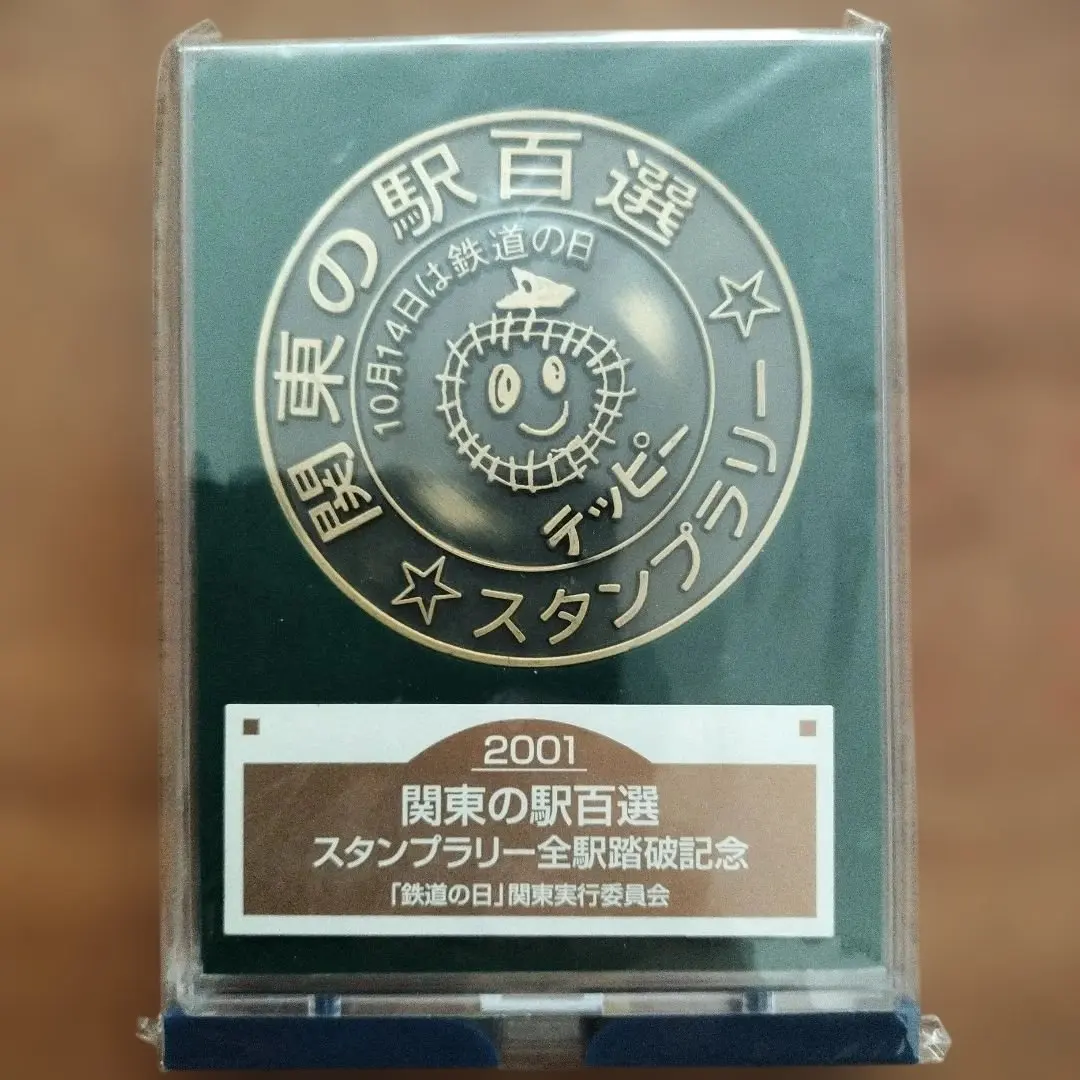 関東の駅百選
10月14日は鉄道の日
テッピー
☆スタンプラリー☆
2001
関東の駅百選
スタンプラリー全駅踏破記念
「鉄道の日」関東実行委員会